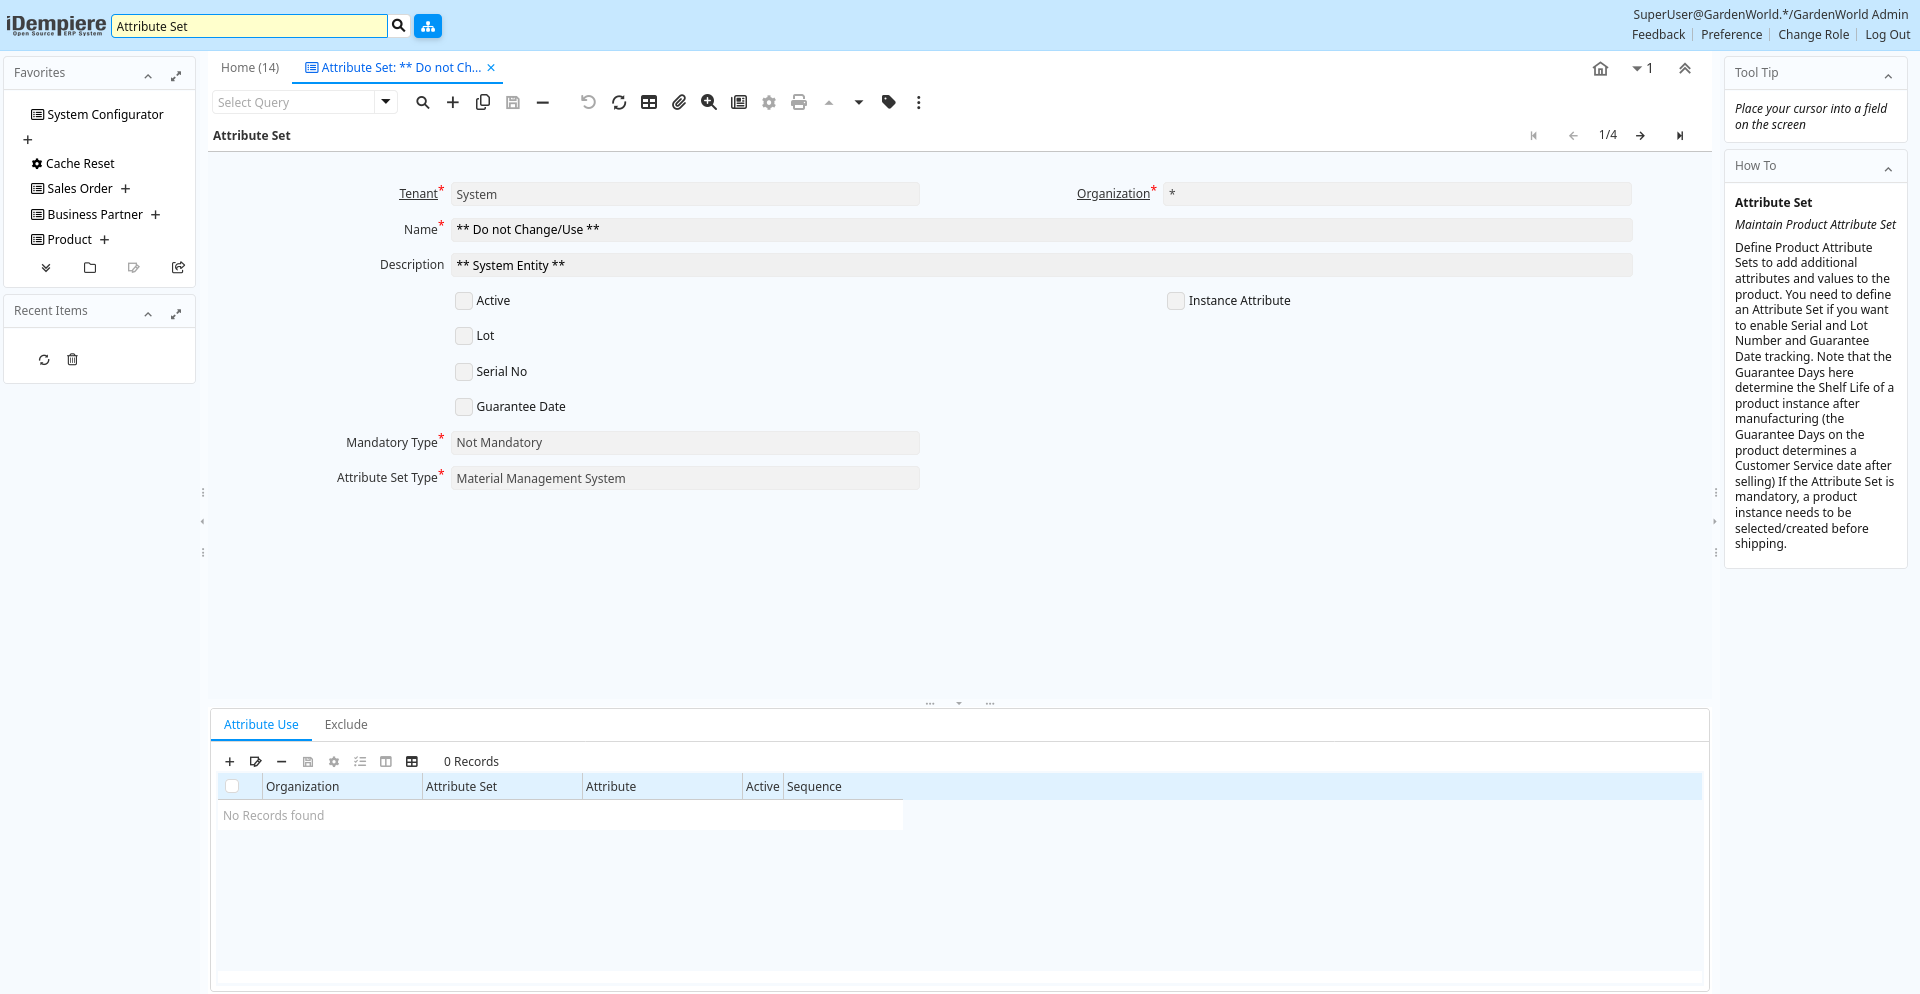 iDempiere
Open Source ERP System
Attribute Set
SuperUser@GardenWorld.*/GardenWorld Admin
Feedback
Preference
Change Role
Log Out
Favorites
System Configurator
Cache Reset
Sales Order
Business Partner
Product
Recent Items
Home (14)
Attribute Set: ** Do not Ch...
1
Select Query
Attribute Set
1/4
Tenant*
System
Organization*
*
Name*
** Do not Change/Use **
Description
** System Entity **
Active
Instance Attribute
Lot
Serial No
Guarantee Date
Mandatory Type*
Not Mandatory
Attribute Set Type*
Material Management System
Attribute Use
Exclude
0 Records
Organization
Attribute Set
Attribute
Active
Sequence
No Records found
Tool Tip
Place your cursor into a field
on the screen
How To
Attribute Set
Maintain Product Attribute Set
Define Product Attribute
Sets to add additional
attributes and values to the
product. You need to define
an Attribute Set if you want
to enable Serial and Lot
Number and Guarantee
Date tracking. Note that the
Guarantee Days here
determine the Shelf Life of a
product instance after
manufacturing (the
Guarantee Days on the
product determines a
Customer Service date after
selling) If the Attribute Set is
mandatory, a product
instance needs to be
selected/created before
shipping.